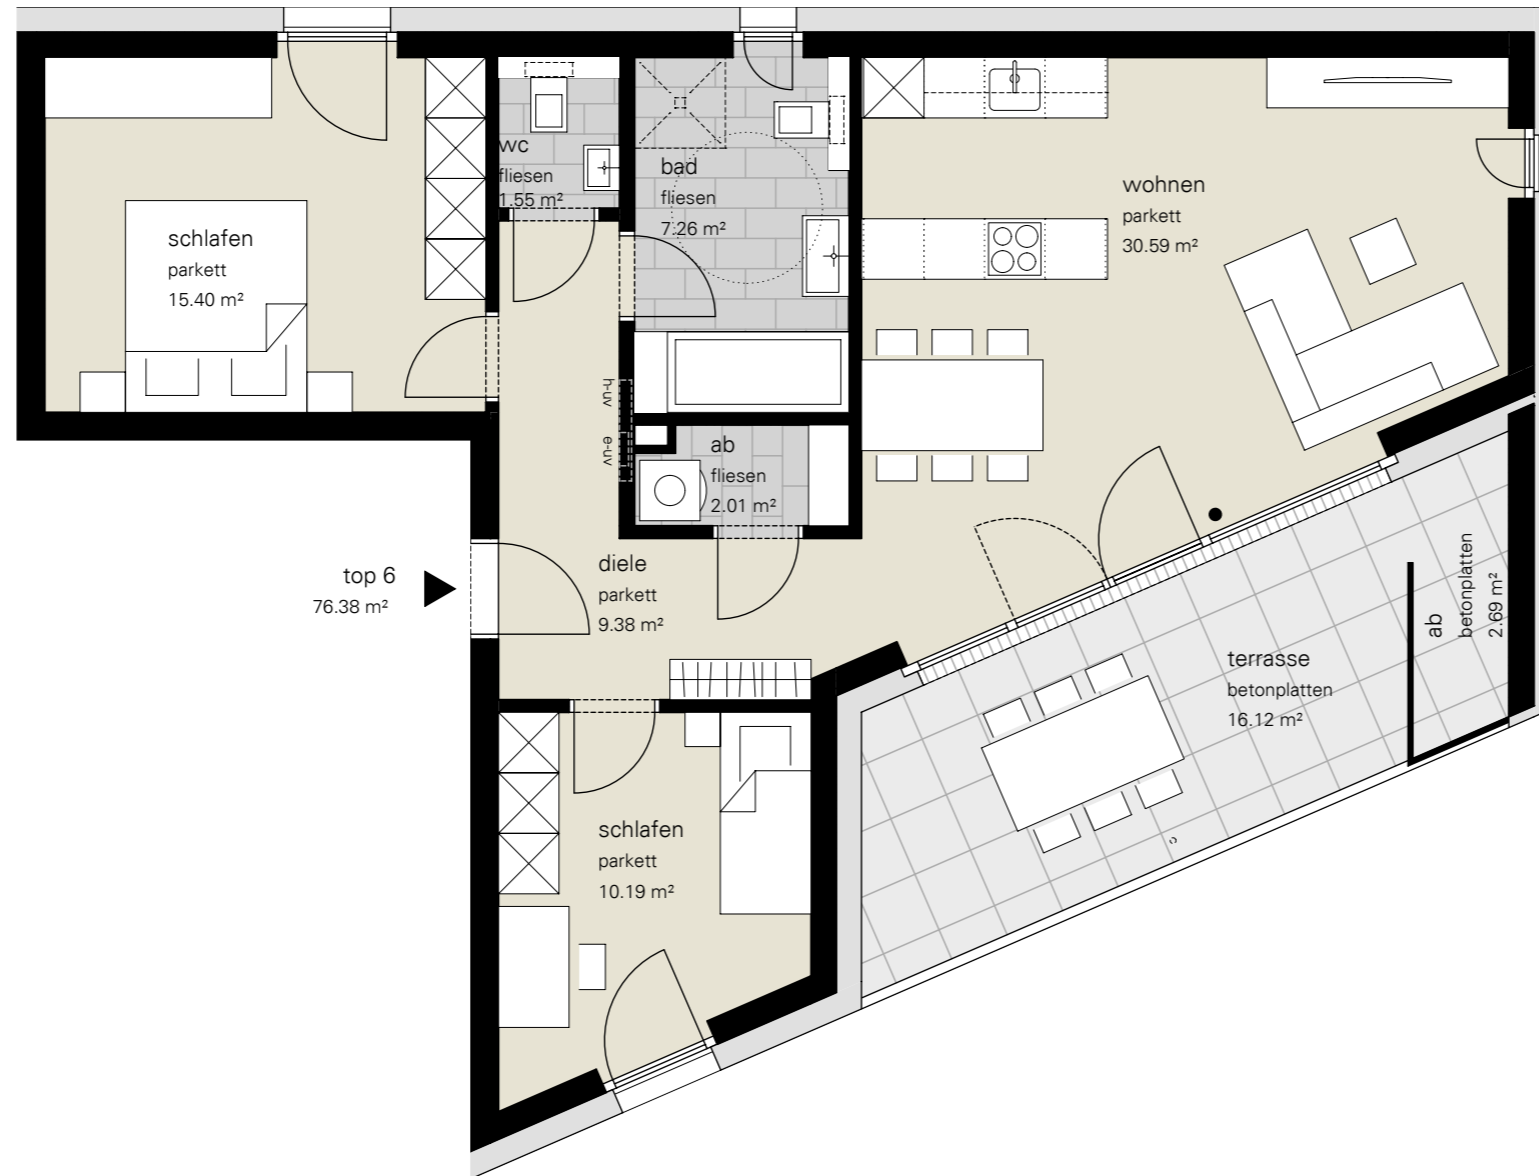 wc
fliesen
1.55 m²
bad
fliesen
7.26 m²
wohnen
parkett
30.59 m²
schlafen
parkett
15.40 m²
h-uv
e-uv
ab
fliesen
2.01 m²
top 6
76.38 m²
diele
parkett
9.38 m²
ab
betonplatten
2.69 m²
terrasse
betonplatten
16.12 m²
schlafen
parkett
10.19 m²